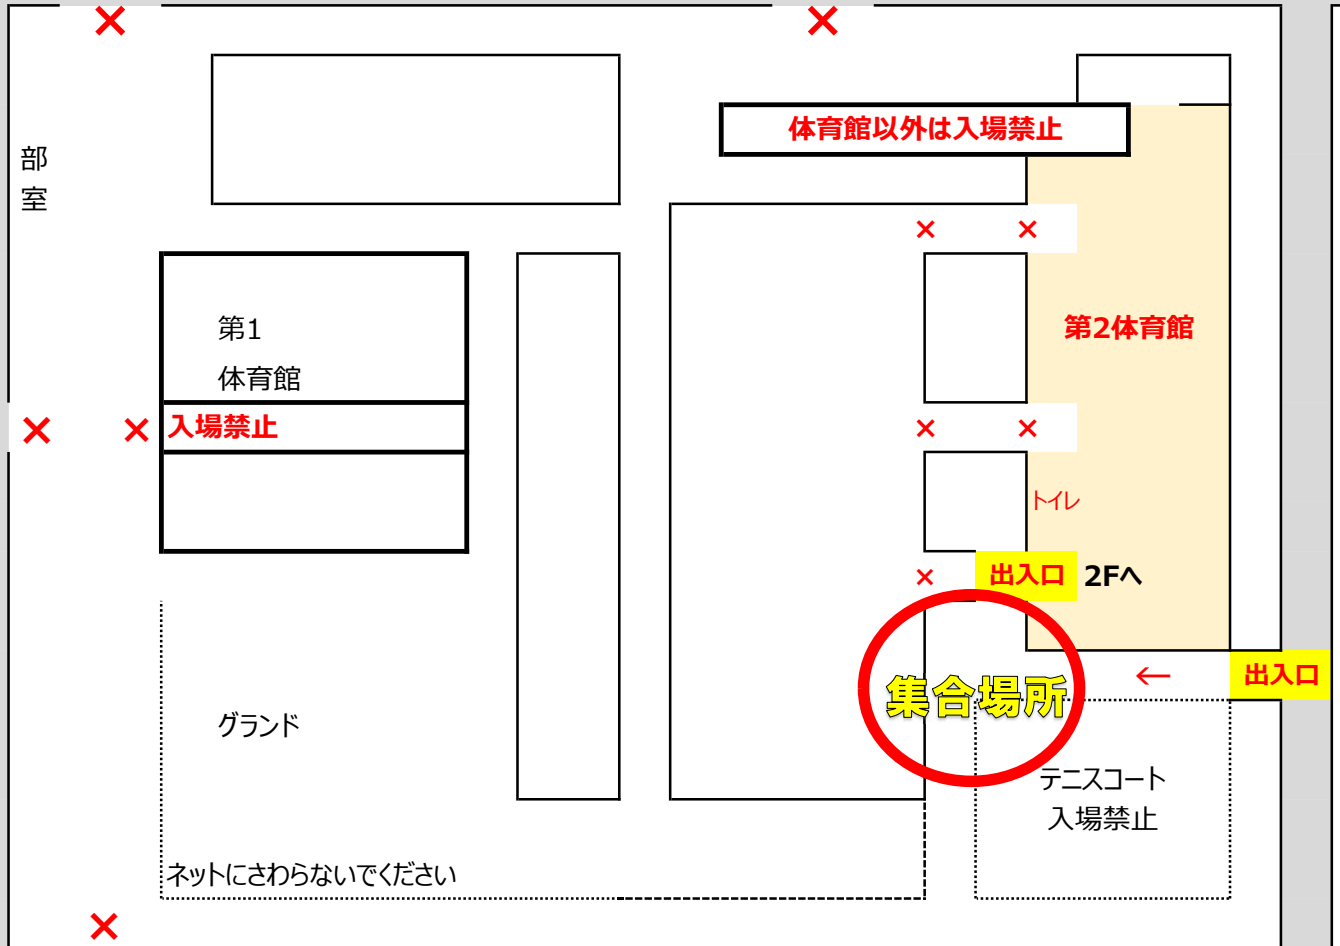 体育館以外は入場禁止
部
室
第1
体育館
入場禁止
第2体育館
トイレ
出入口 2Fへ
集合場所
← 出入口
グランド
テニスコート
入場禁止
ネットにさわらないでください